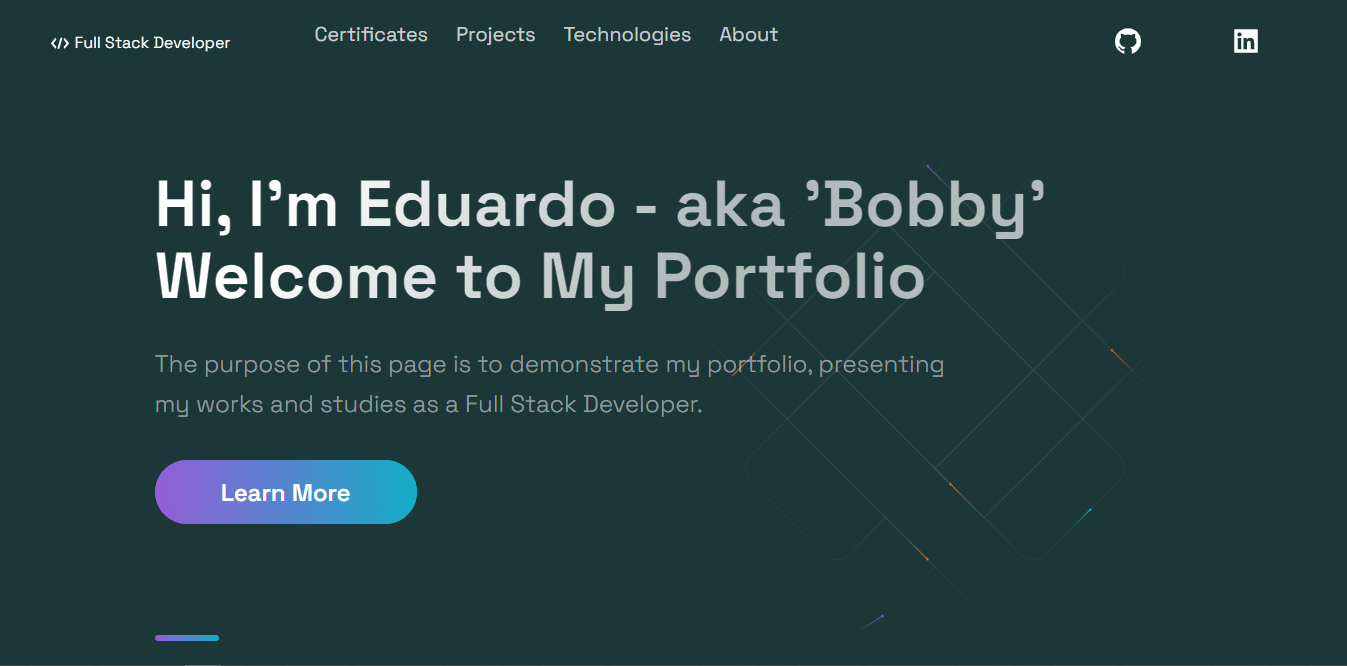 </> Full Stack Developer
Certificates Projects Technologies About
Hi, I’m Eduardo - aka ’Bobby’
Welcome to My Portfolio
The purpose of this page is to demonstrate my portfolio, presenting
my works and studies as a Full Stack Developer.
Learn More